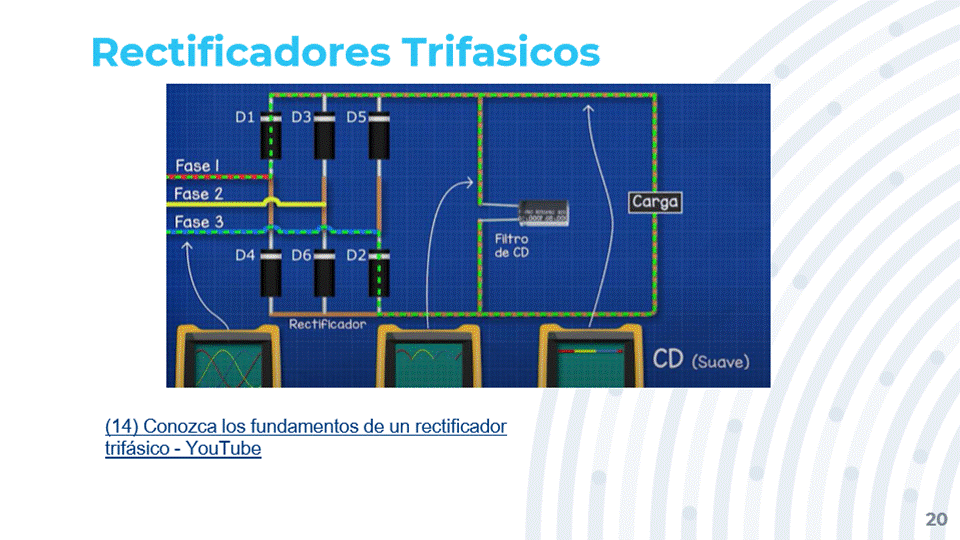 Rectificadores Trifasicos
D1 D3 D5
Fase 1
Fase 2
Fase 3
Carga
Filtro
de CD
D4 D6 D2
Rectificador
CD (Suave)
(14) Conozca los fundamentos de un rectificador
trifásico - YouTube
20